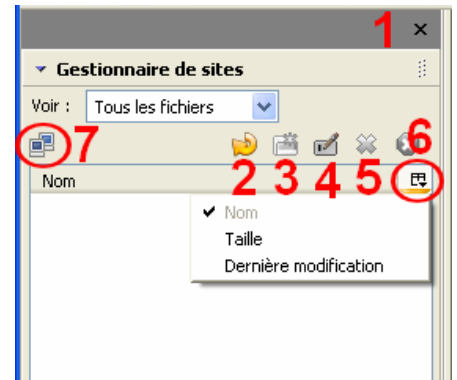 1
Gestionnaire de sites
Voir : Tous les fichiers
7 2 3 4 5 6
Nom
Nom
Taille
Dernière modification